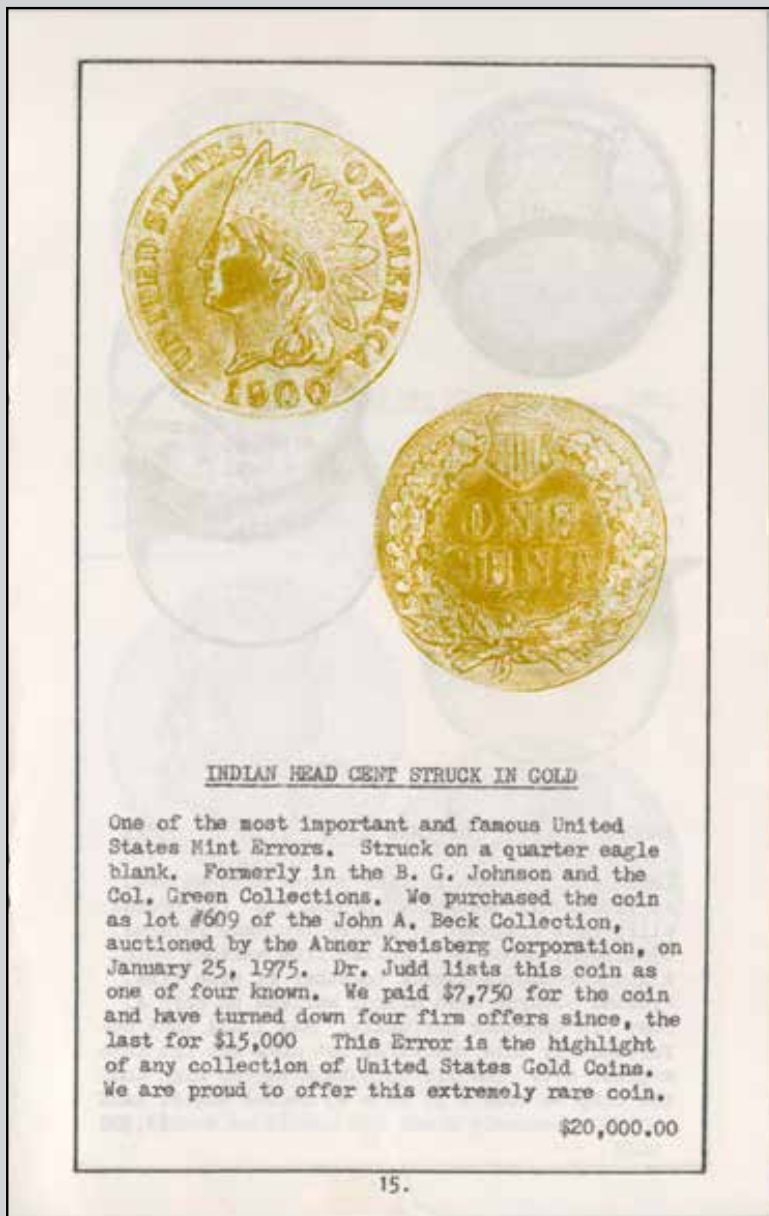 UNITED STATES OF AMERICA
1900
ONE
CENT
INDIAN HEAD CENT STRUCK IN GOLD
One of the most important and famous United
States Mint Errors. Struck on a quarter eagle
blank. Formerly in the B. G. Johnson and the
Col. Green Collections. We purchased the coin
as lot #609 of the John A. Beck Collection,
auctioned by the Abner Kreisberg Corporation, on
January 25, 1975. Dr. Judd lists this coin as
one of four known. We paid $7,750 for the coin
and have turned down four firm offers since, the
last for $15,000 This Error is the highlight
of any collection of United States Gold Coins.
We are proud to offer this extremely rare coin.
$20,000.00
15.